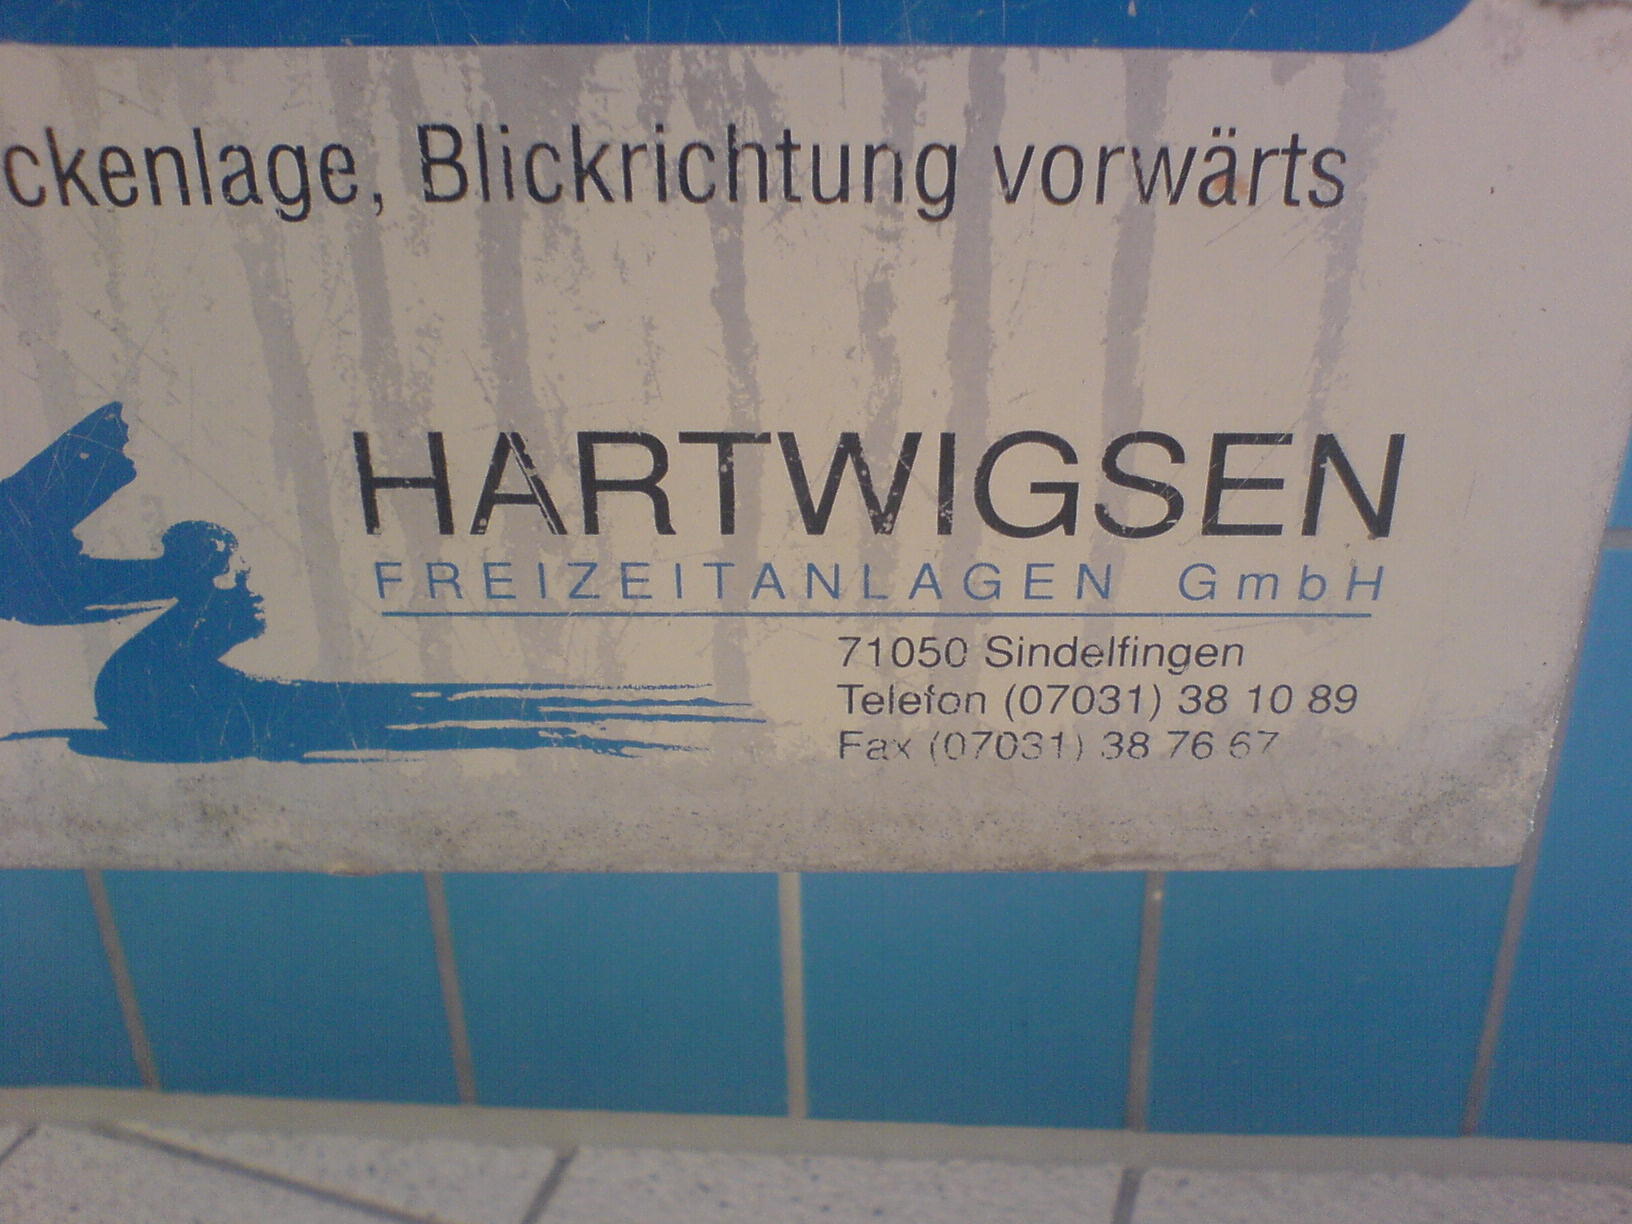 ckenlage, Blickrichtung vorwärts
HARTWIGSEN
FREIZEITANLAGEN GmbH
71050 Sindelfingen
Telefon (07031) 38 10 89
Fax (07031) 38 76 67